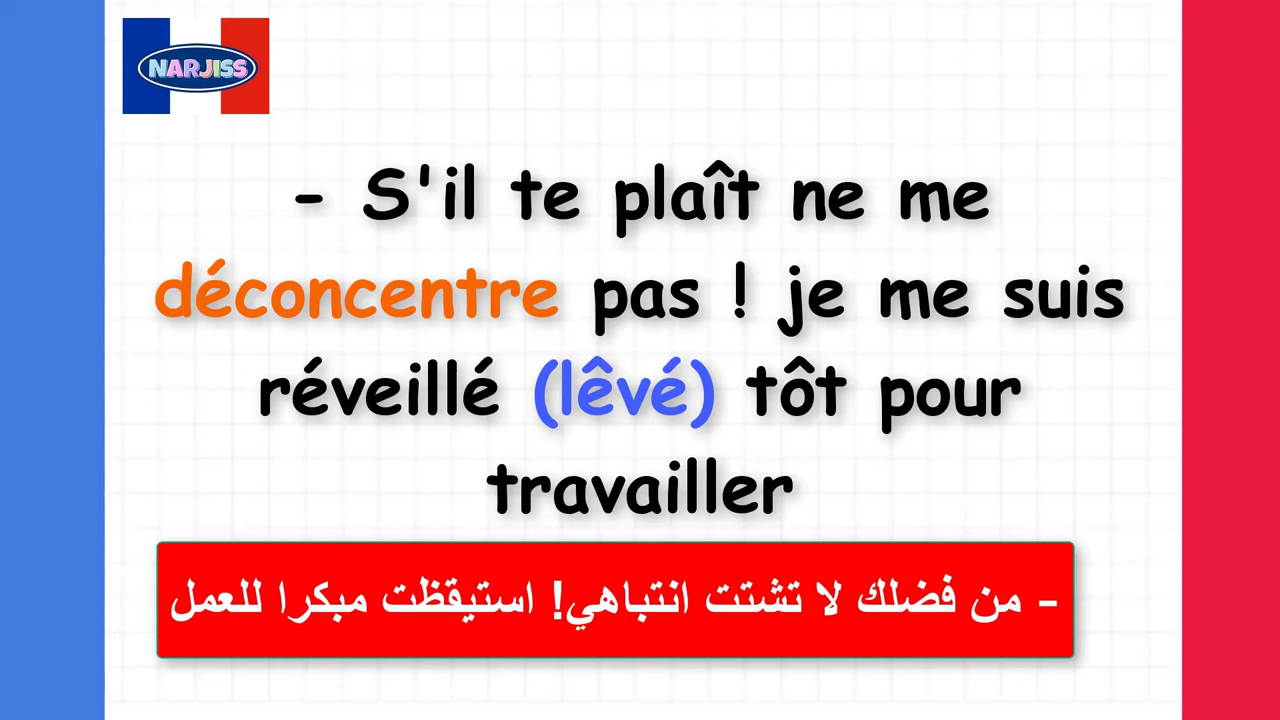 NARJISS
- S'il te plaît ne me
déconcentre pas ! je me suis
réveillé (lêvé) tôt pour
travailler
- من فضلك لا تشتت انتباهي! استيقظت مبكرا للعمل